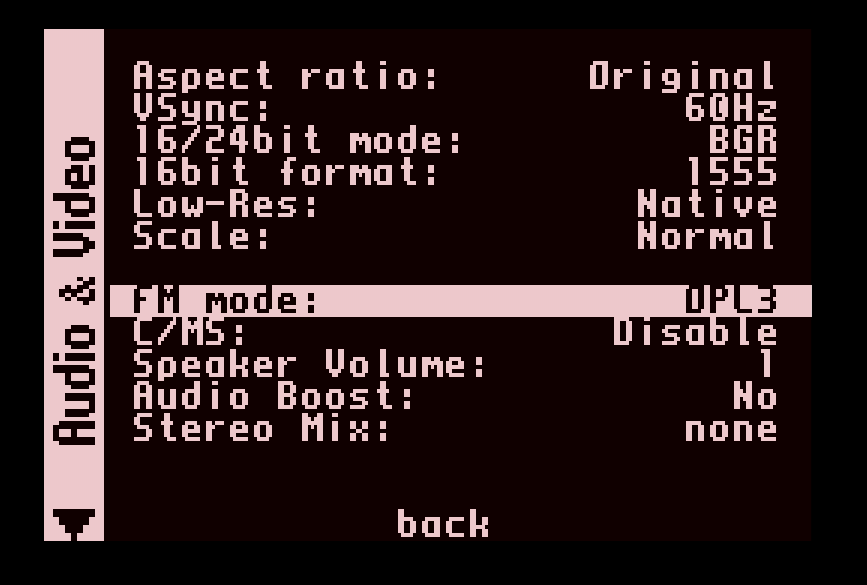 Audio & Video
Aspect ratio: Original
VSync: 60Hz
16/24bit mode: BGR
16bit format: 1555
Low-Res: Native
Scale: Normal
FM mode: OPL3
C/MS: Disable
Speaker Volume: 1
Audio Boost: No
Stereo Mix: none
back